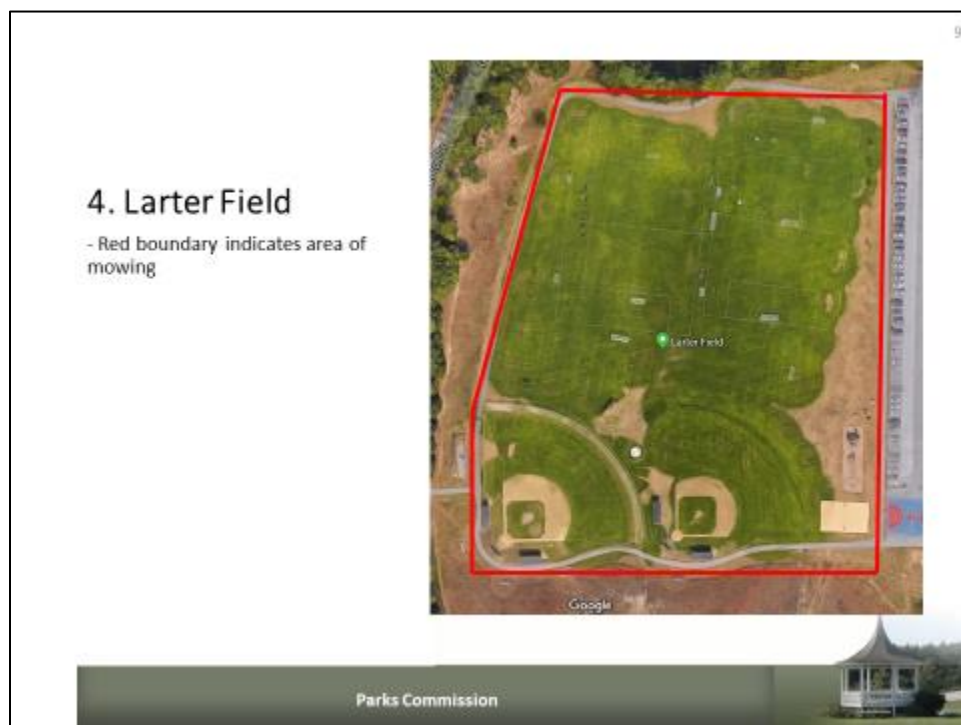 9
4. Larter Field
- Red boundary indicates area of
mowing
Larter Field
Google
Parks Commission